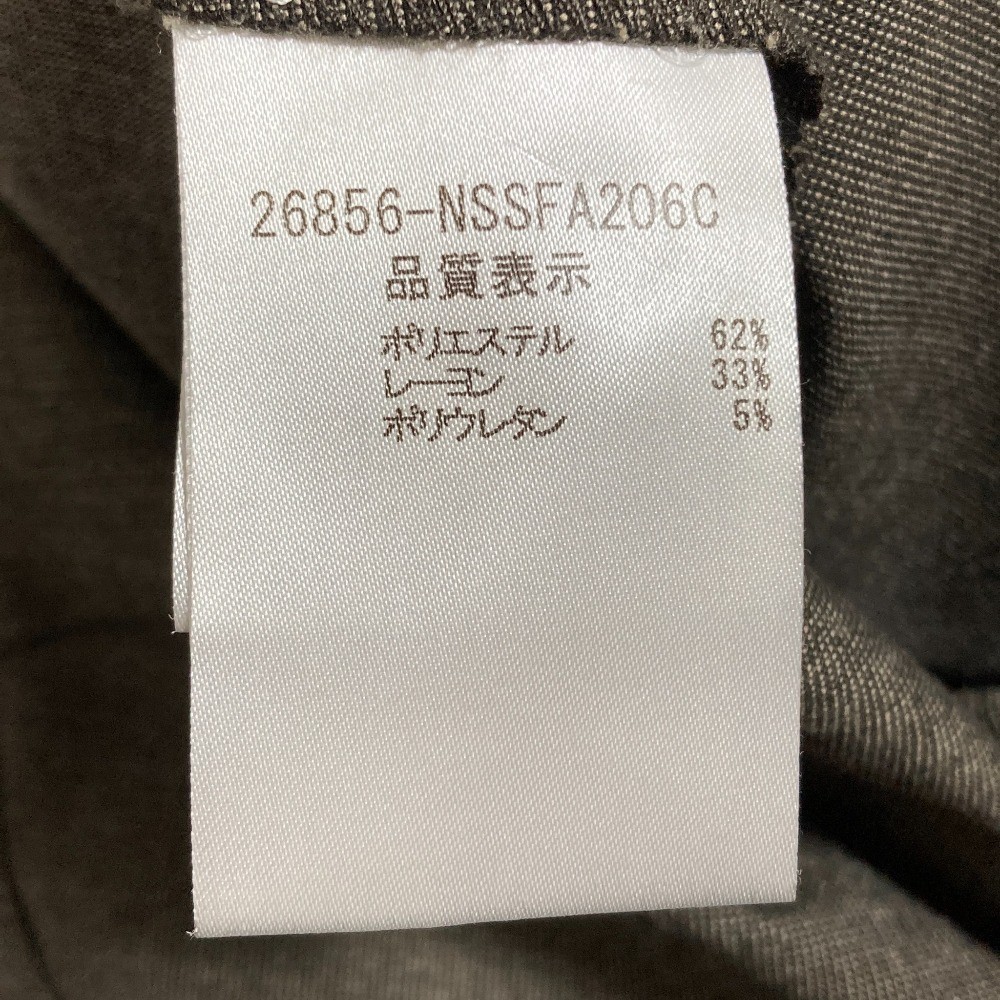 26856-NSSFA206C
品質表示
ポリエステル 62%
レーヨン 33%
ポリウレタン 5%